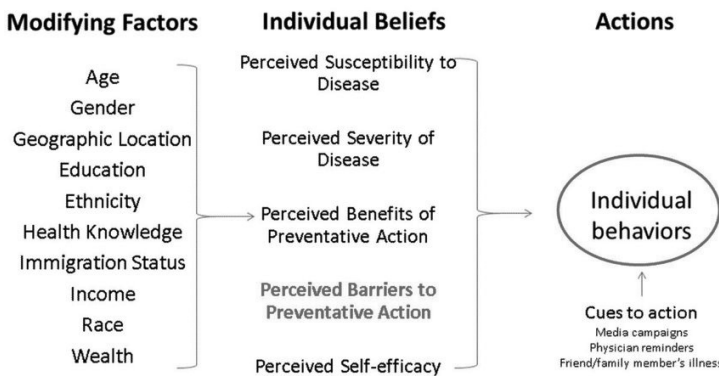 Modifying Factors
Individual Beliefs
Actions
Age
Gender
Geographic Location
Education
Ethnicity
Health Knowledge
Immigration Status
Income
Race
Wealth
Perceived Susceptibility to
Disease
Perceived Severity of
Disease
Perceived Benefits of
Preventative Action
Perceived Barriers to
Preventative Action
Perceived Self-efficacy
Individual
behaviors
Cues to action
Media campaigns
Physician reminders
Friend/family member's illness